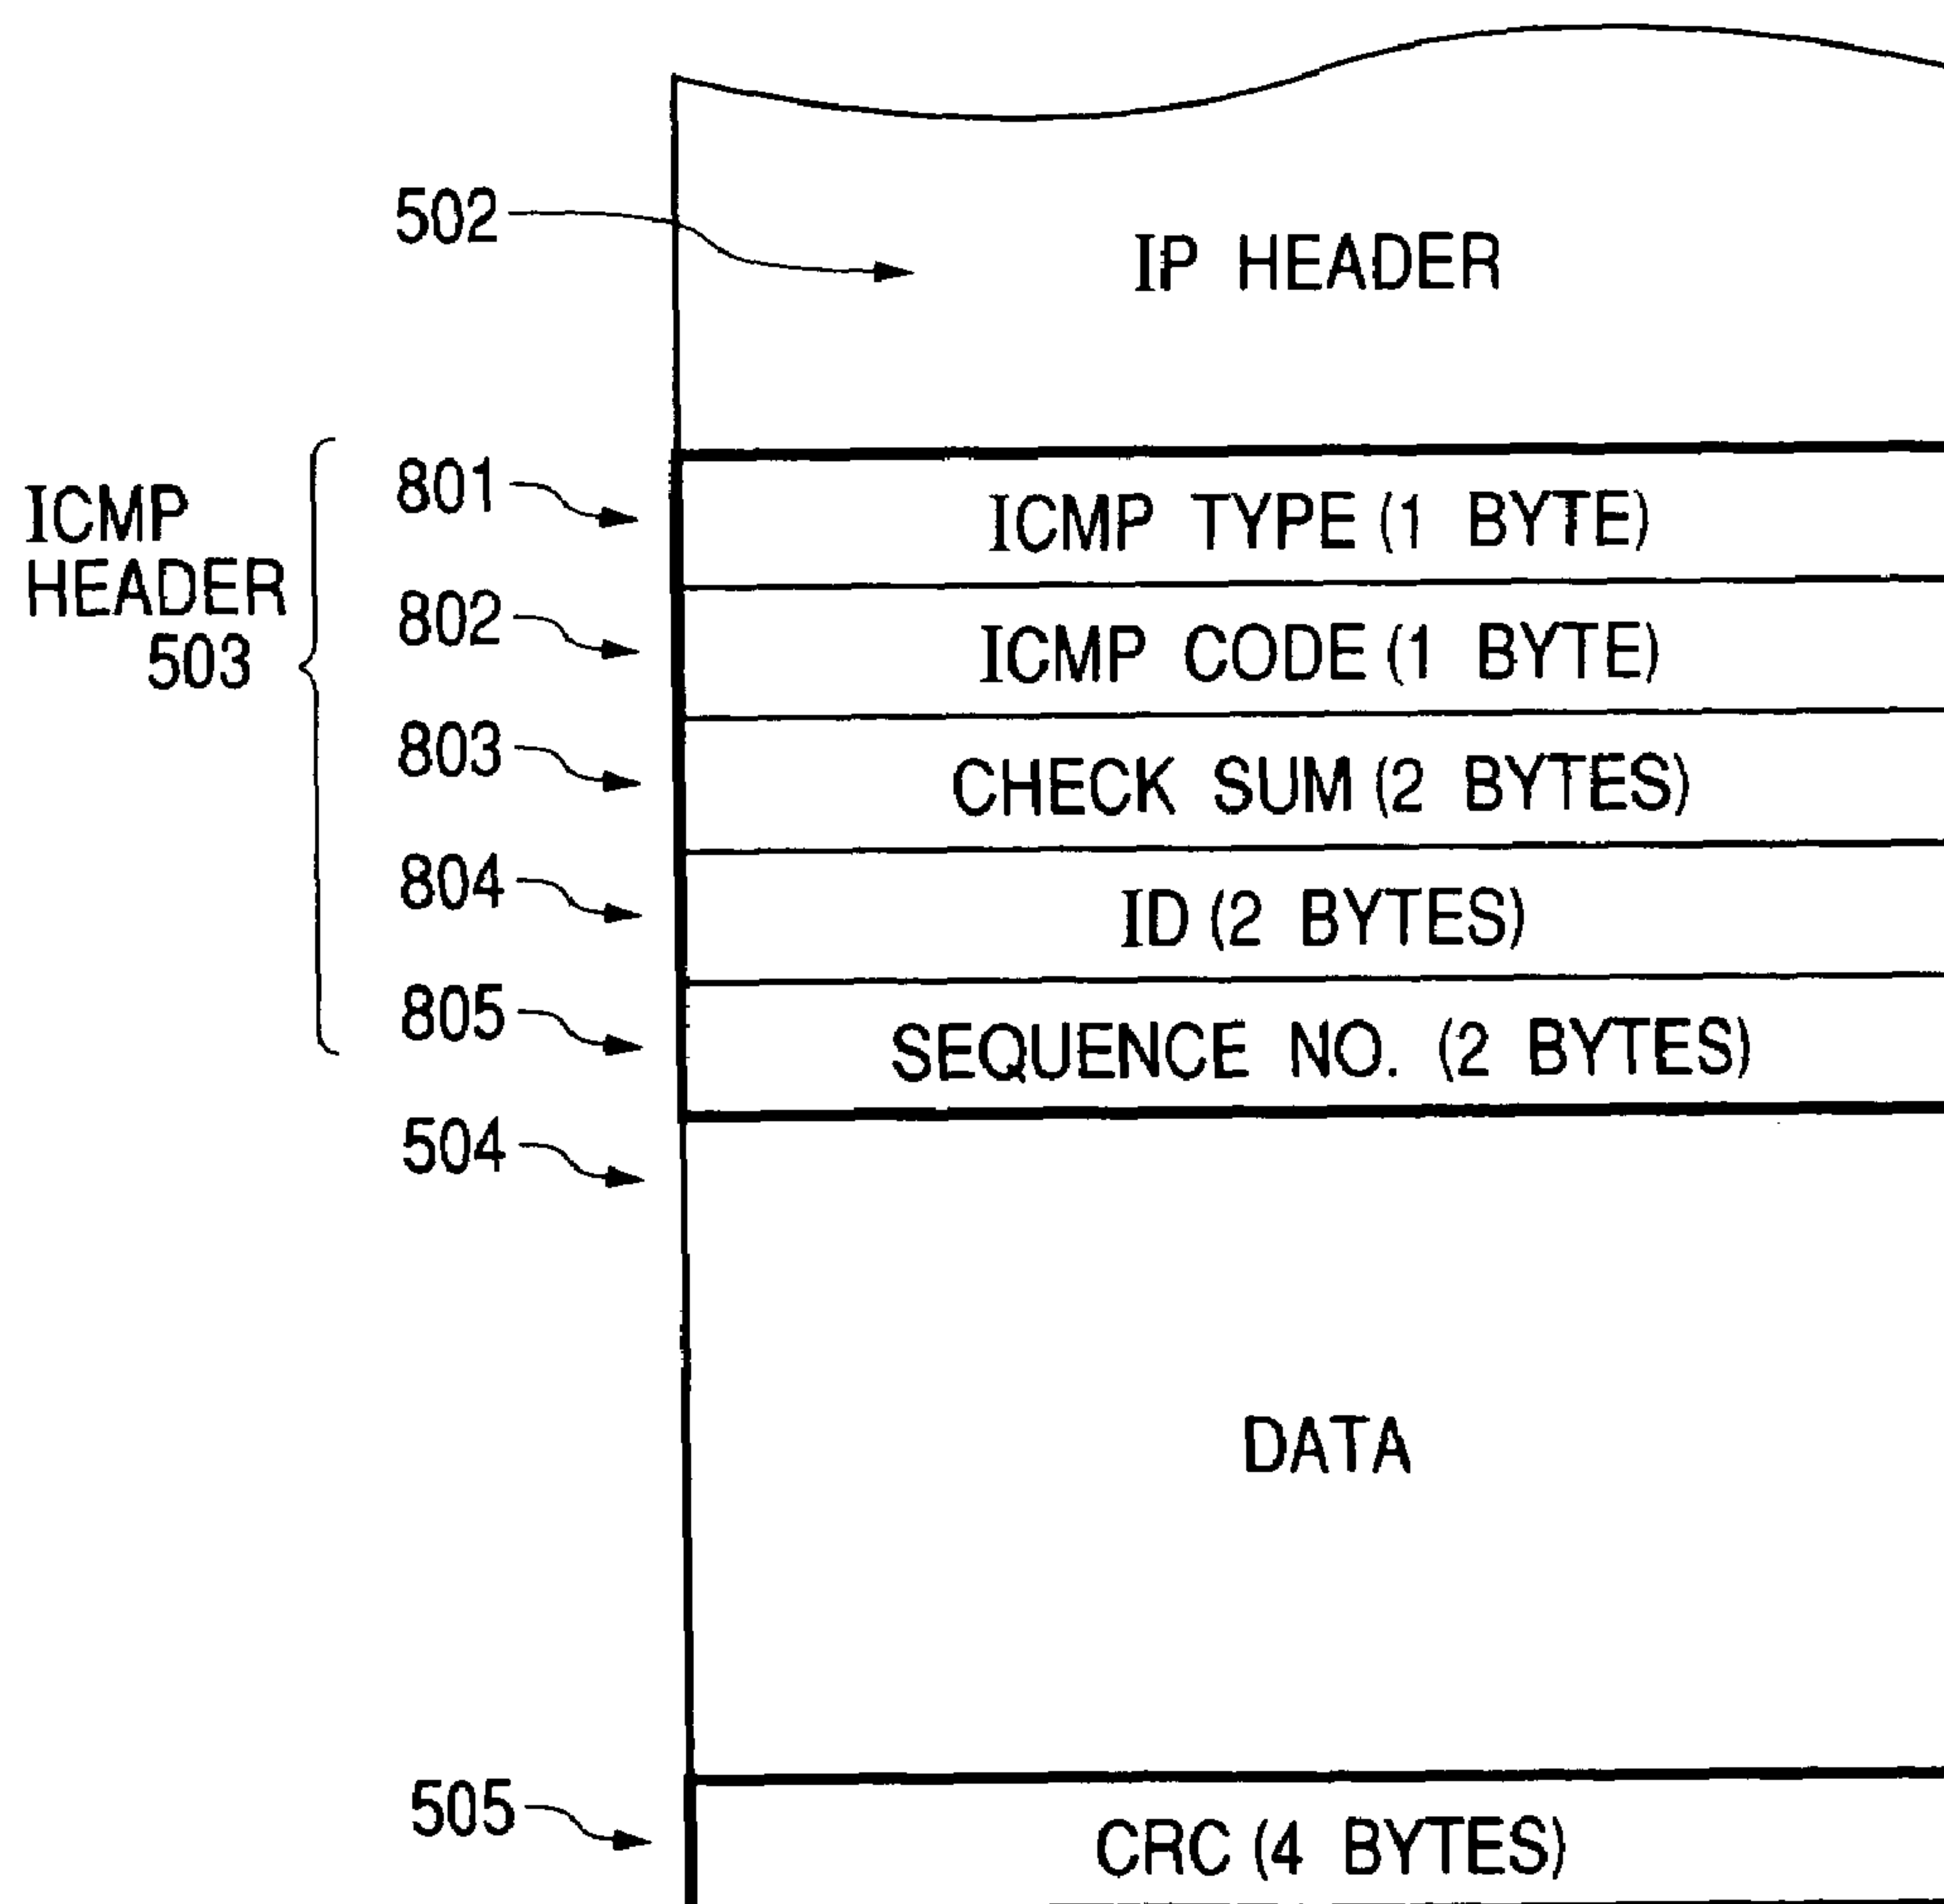 502
IP HEADER
ICMP
HEADER
503
801
ICMP TYPE (1 BYTE)
802
ICMP CODE (1 BYTE)
803
CHECK SUM (2 BYTES)
804
ID (2 BYTES)
805
SEQUENCE NO. (2 BYTES)
504
DATA
505
CRC (4 BYTES)